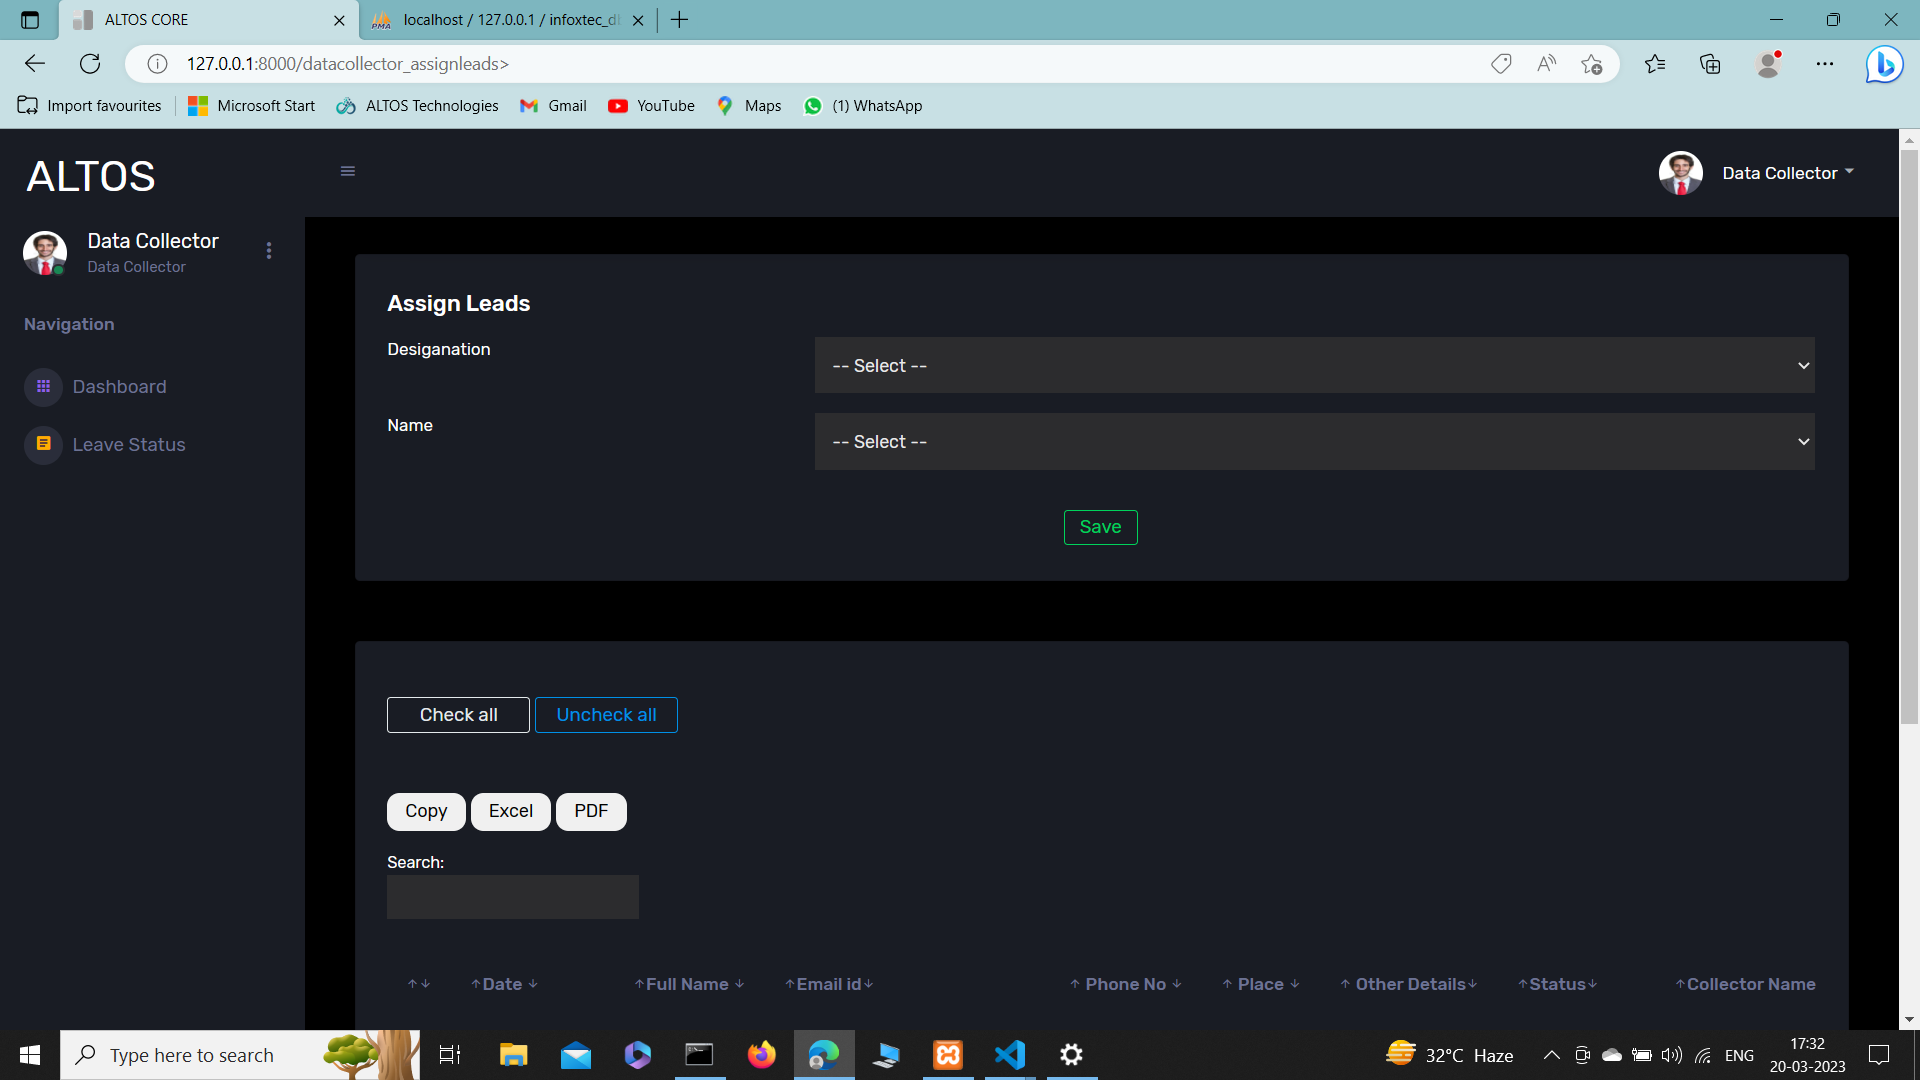 ALTOS CORE
localhost / 127.0.0.1 / infoxtec_d
127.0.0.1:8000/datacollector_assignleads>
Import favourites
Microsoft Start
ALTOS Technologies
Gmail
YouTube
Maps
(1) WhatsApp
ALTOS
Data Collector
Data Collector
Data Collector
Navigation
Dashboard
Leave Status
Assign Leads
Desiganation
-- Select --
Name
-- Select --
Save
Check all
Uncheck all
Copy
Excel
PDF
Search:
↑↓ ↑Date ↓ ↑Full Name ↓ ↑Email id↓ ↑ Phone No ↓ ↑ Place ↓ ↑ Other Details↓ ↑Status↓ ↑Collector Name
Type here to search
32°C Haze
ENG
17:32
20-03-2023